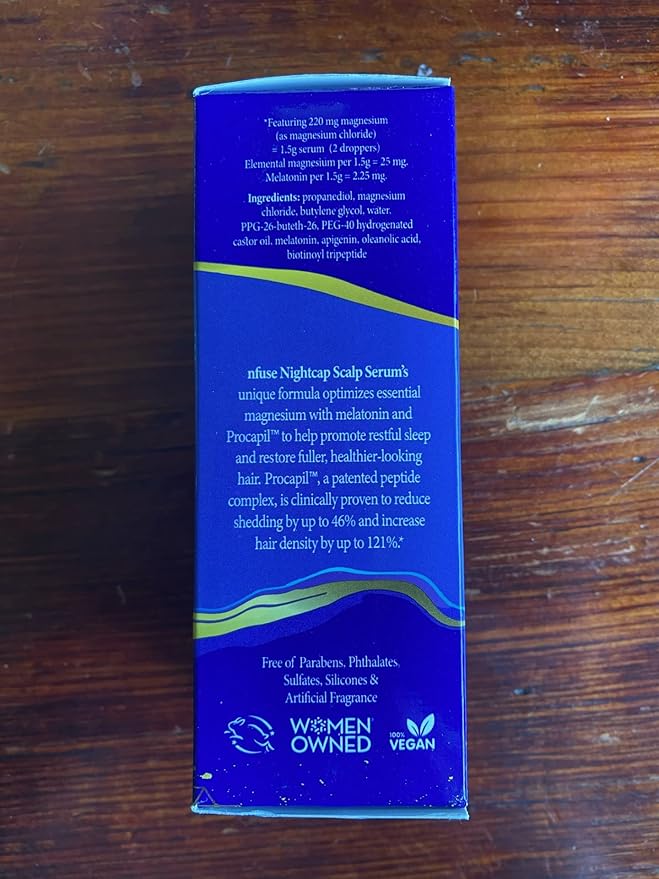 *Featuring 220 mg magnesium
(as magnesium chloride)
= 1.5g serum (2 droppers)
Elemental magnesium per 1.5g = 25 mg.
Melatonin per 1.5g = 2.25 mg.
Ingredients: propanediol, magnesium
chloride, butylene glycol, water.
PPG-26-buteth-26, PEG-40 hydrogenated
castor oil. melatonin, apigenin, oleanolic acid,
biotinoyl tripeptide
nfuse Nightcap Scalp Serum's
unique formula optimizes essential
magnesium with melatonin and
Procapil™ to help promote restful sleep
and restore fuller, healthier-looking
hair. Procapil™, a patented peptide
complex, is clinically proven to reduce
shedding by up to 46% and increase
hair density by up to 121%.*
Free of Parabens, Phthalates,
Sulfates, Silicones &
Artificial Fragrance
WOMEN
OWNED
100%
VEGAN